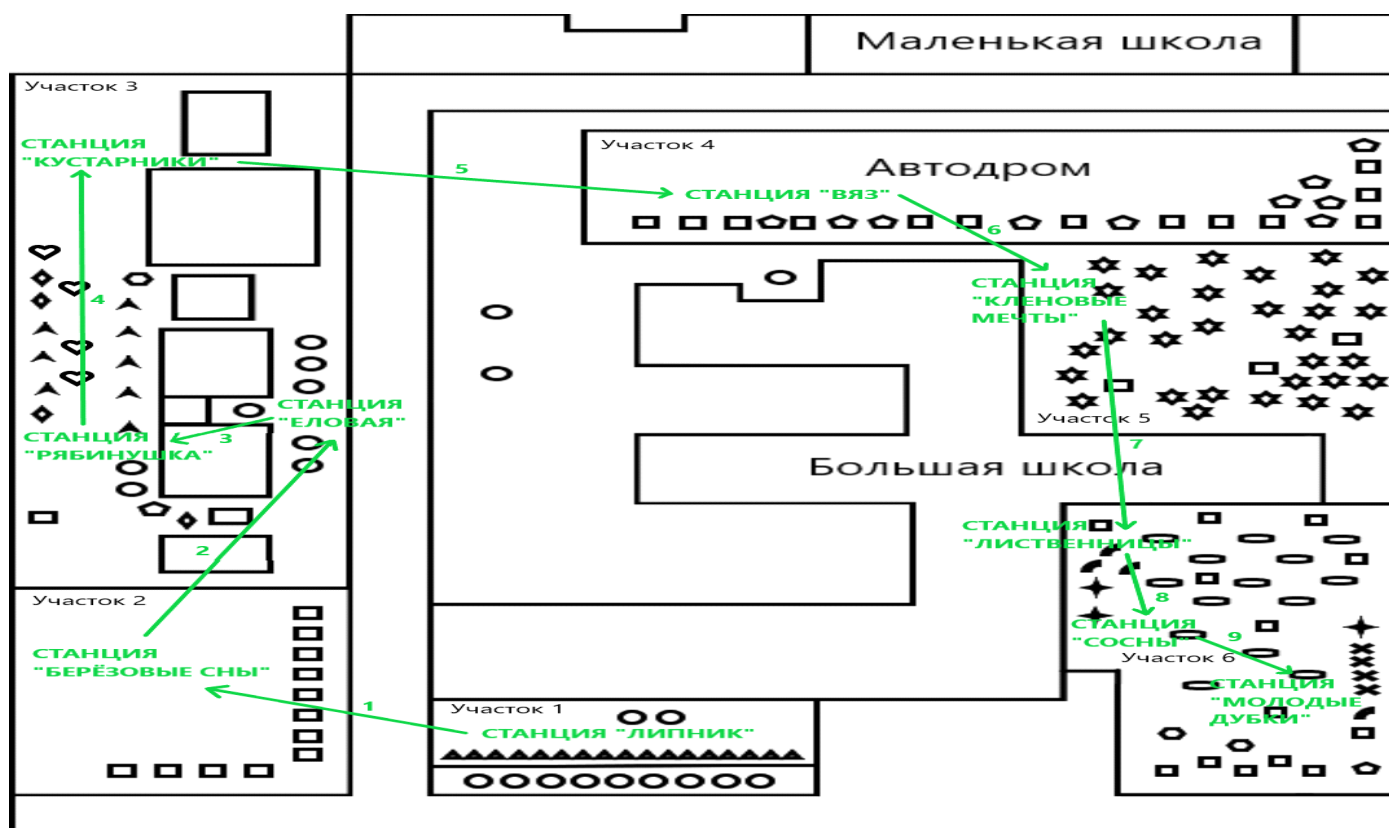 Маленькая школа
Участок 3
СТАНЦИЯ
"КУСТАРНИКИ"
5
Участок 4
Автодром
СТАНЦИЯ "ВЯЗ"
6
4
СТАНЦИЯ
"КЛЕНОВЫЕ
МЕЧТЫ"
СТАНЦИЯ
"ЕЛОВАЯ"
3
СТАНЦИЯ
"РЯБИНУШКА"
Участок 5
7
Большая школа
2
СТАНЦИЯ
"ЛИСТВЕННИЦЫ"
8
Участок 2
СТАНЦИЯ
"БЕРЁЗОВЫЕ СНЫ"
СТАНЦИЯ
"СОСНЫ"
9
Участок 6
СТАНЦИЯ
"МОЛОДЫЕ
ДУБКИ"
1
Участок 1
СТАНЦИЯ "ЛИПНИК"